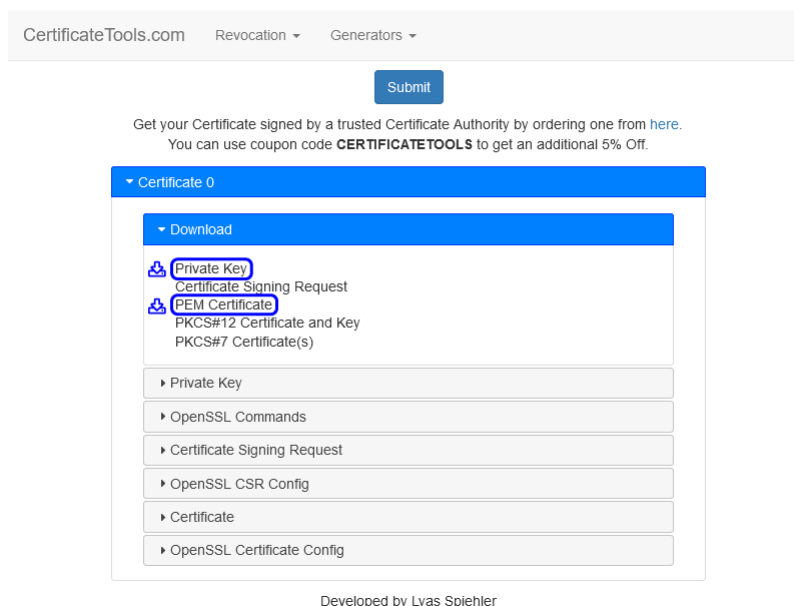 CertificateTools.com Revocation Generators
Submit
Get your Certificate signed by a trusted Certificate Authority by ordering one from here.
You can use coupon code CERTIFICATETOOLS to get an additional 5% Off.
Certificate 0
Download
Private Key
Certificate Signing Request
PEM Certificate
PKCS#12 Certificate and Key
PKCS#7 Certificate(s)
Private Key
OpenSSL Commands
Certificate Signing Request
OpenSSL CSR Config
Certificate
OpenSSL Certificate Config
Developed by Lyas Spiehler